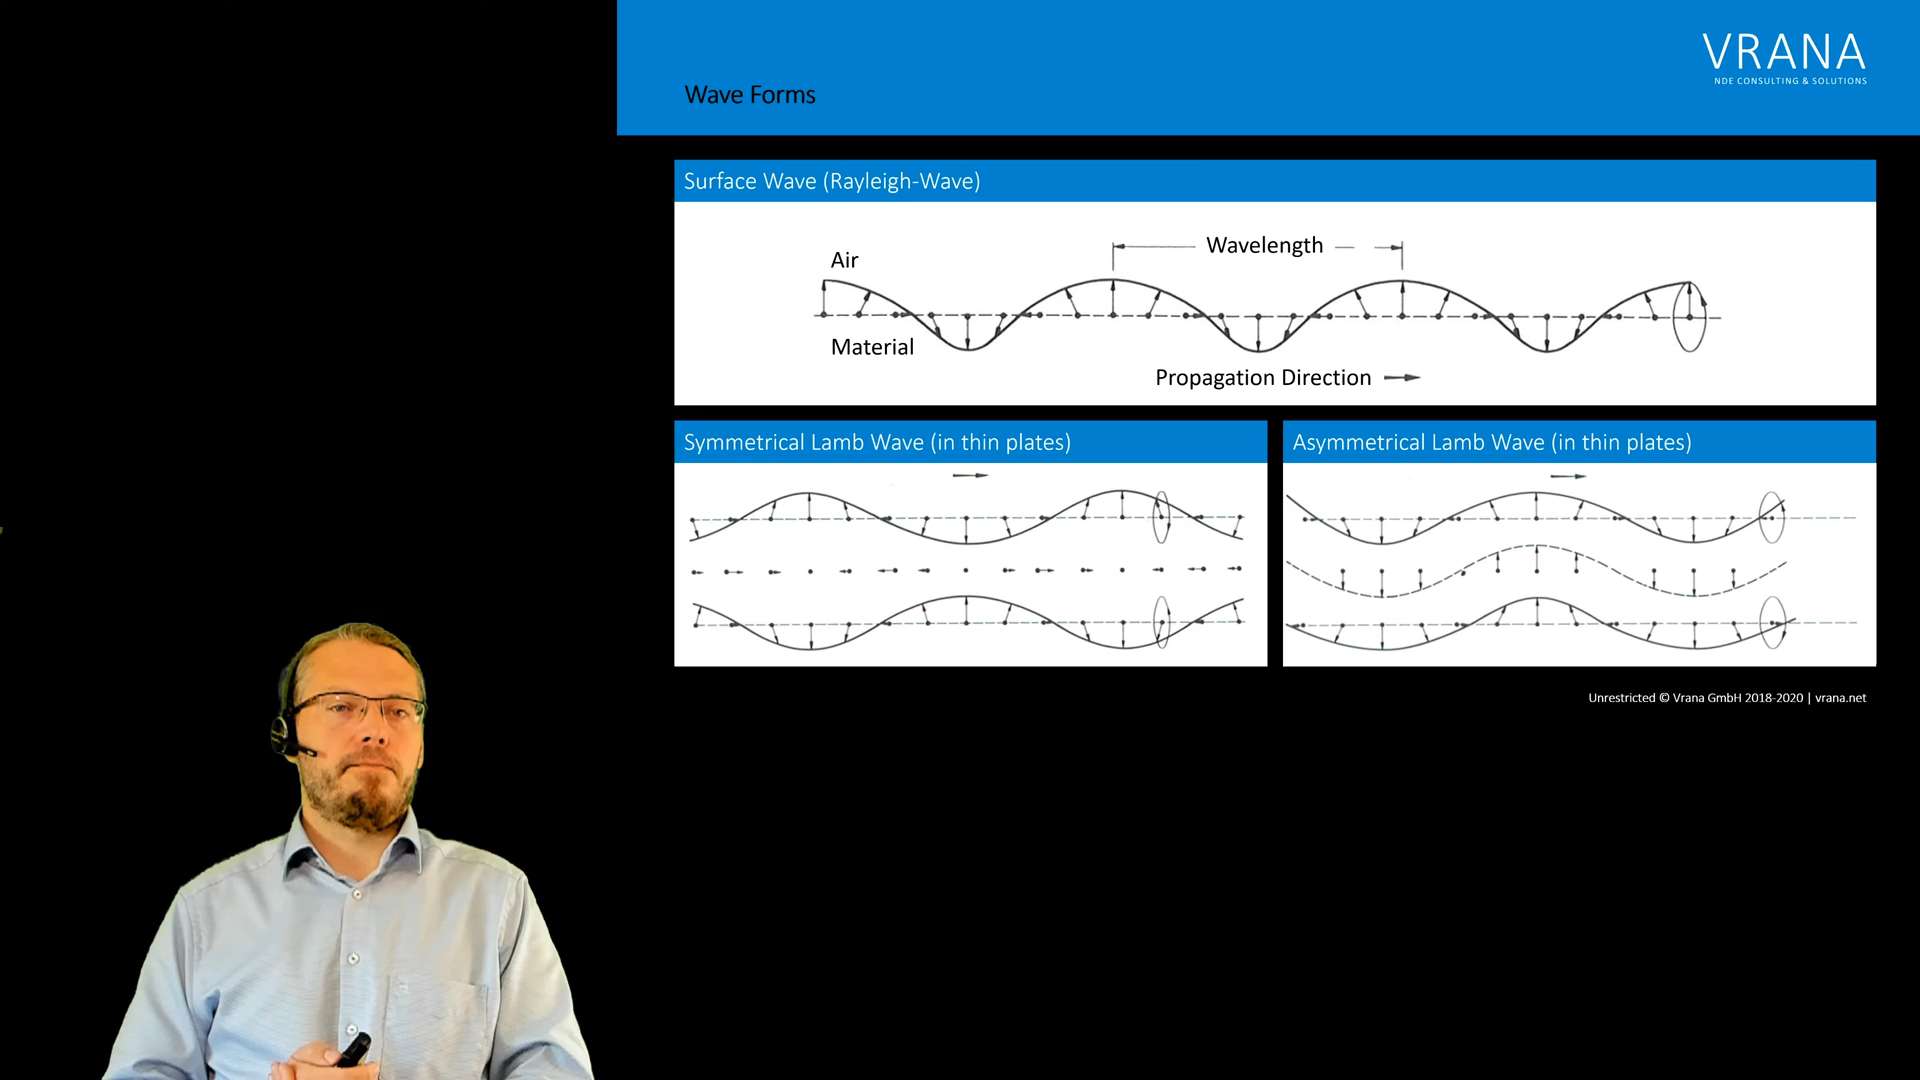 VRANA
NDE CONSULTING & SOLUTIONS
Wave Forms
Surface Wave (Rayleigh-Wave)
Air
Wavelength
Material
Propagation Direction
Symmetrical Lamb Wave (in thin plates)
Asymmetrical Lamb Wave (in thin plates)
Unrestricted © Vrana GmbH 2018-2020 | vrana.net